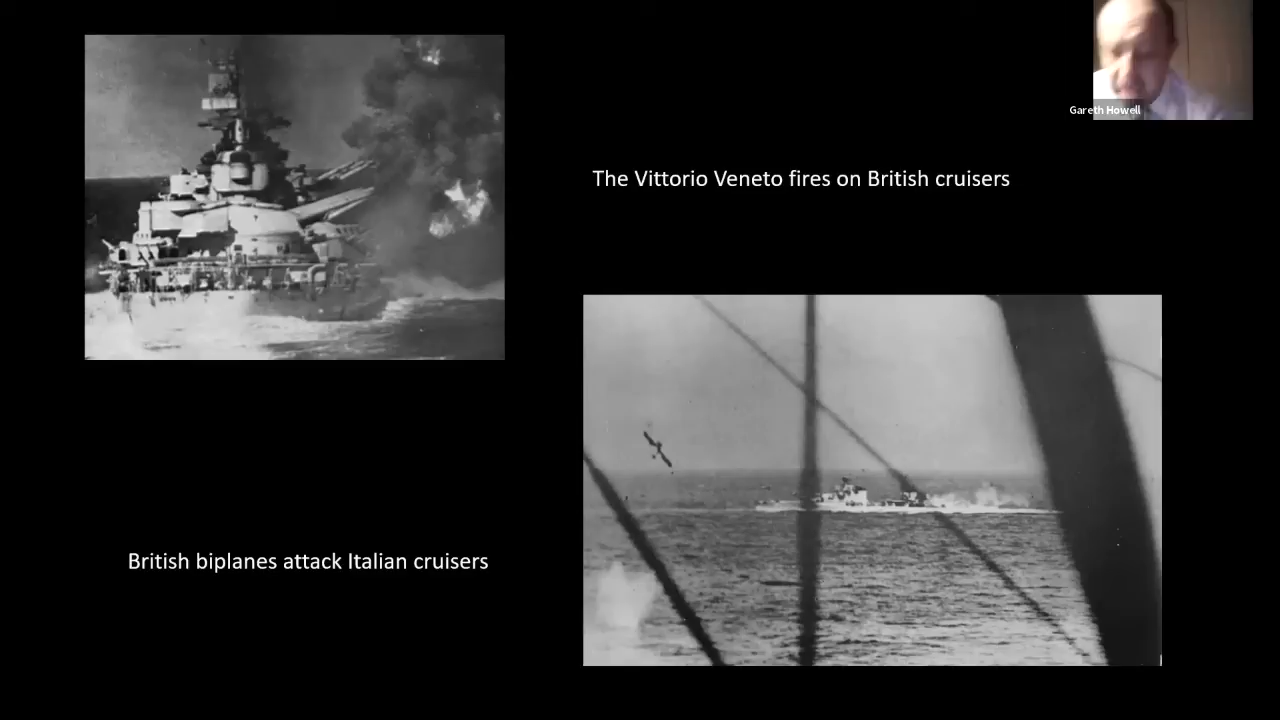 Gareth Howell
The Vittorio Veneto fires on British cruisers
British biplanes attack Italian cruisers